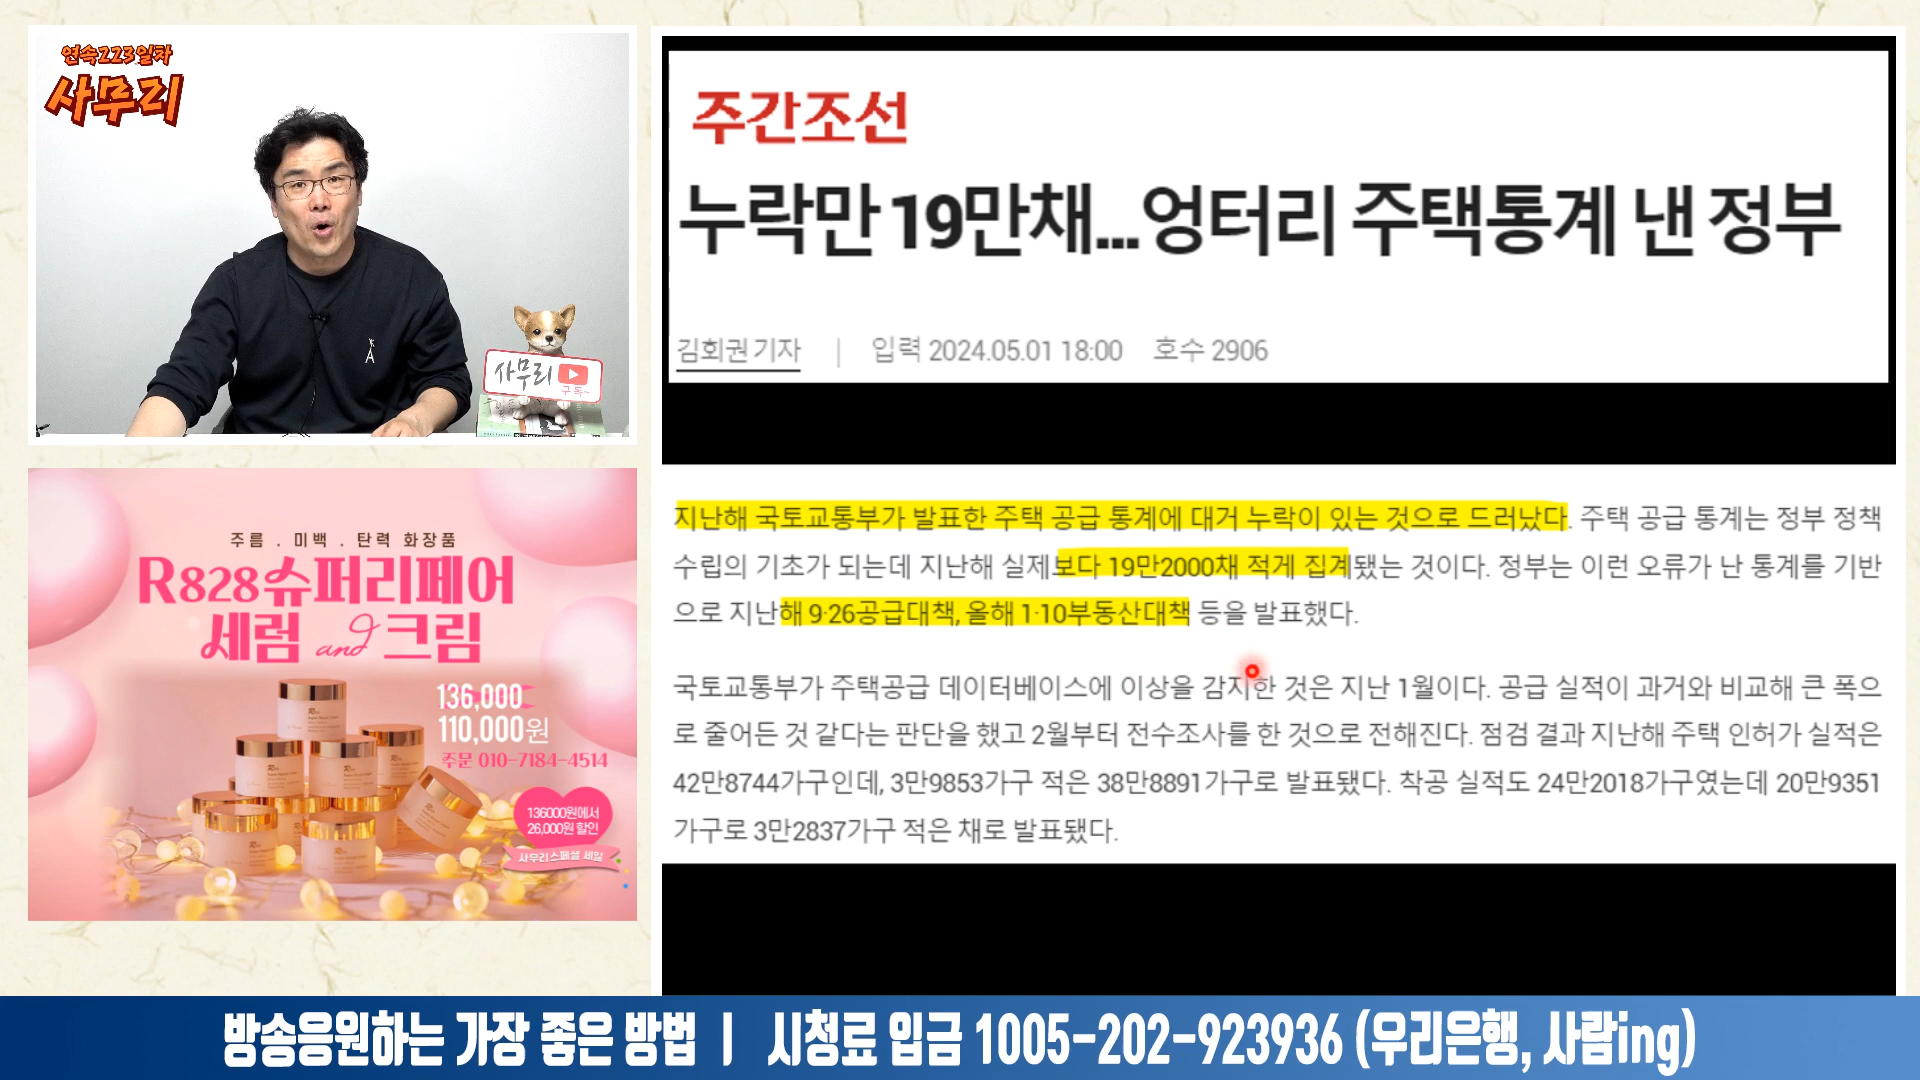 연속223일차
사무리
사무리
구독~
주름 . 미백 . 탄력 화장품
R828슈퍼리페어
세럼 and 크림
136,000
110,000원
주문 010-7184-4514
136000원에서
26,000원 할인
사무리 스페셜 세일
주간조선
누락만 19만채...엉터리 주택통계 낸 정부
김회권 기자 | 입력 2024.05.01 18:00 호수 2906
지난해 국토교통부가 발표한 주택 공급 통계에 대거 누락이 있는 것으로 드러났다. 주택 공급 통계는 정부 정책
수립의 기초가 되는데 지난해 실제보다 19만2000채 적게 집계됐는 것이다. 정부는 이런 오류가 난 통계를 기반
으로 지난해 9·26공급대책, 올해 1·10부동산대책 등을 발표했다.
국토교통부가 주택공급 데이터베이스에 이상을 감지한 것은 지난 1월이다. 공급 실적이 과거와 비교해 큰 폭으
로 줄어든 것 같다는 판단을 했고 2월부터 전수조사를 한 것으로 전해진다. 점검 결과 지난해 주택 인허가 실적은
42만8744가구인데, 3만9853가구 적은 38만8891가구로 발표됐다. 착공 실적도 24만2018가구였는데 20만9351
가구로 3만2837가구 적은 채로 발표됐다.
방송응원하는 가장 좋은 방법 | 시청료 입금 1005-202-923936 (우리은행, 사람ing)